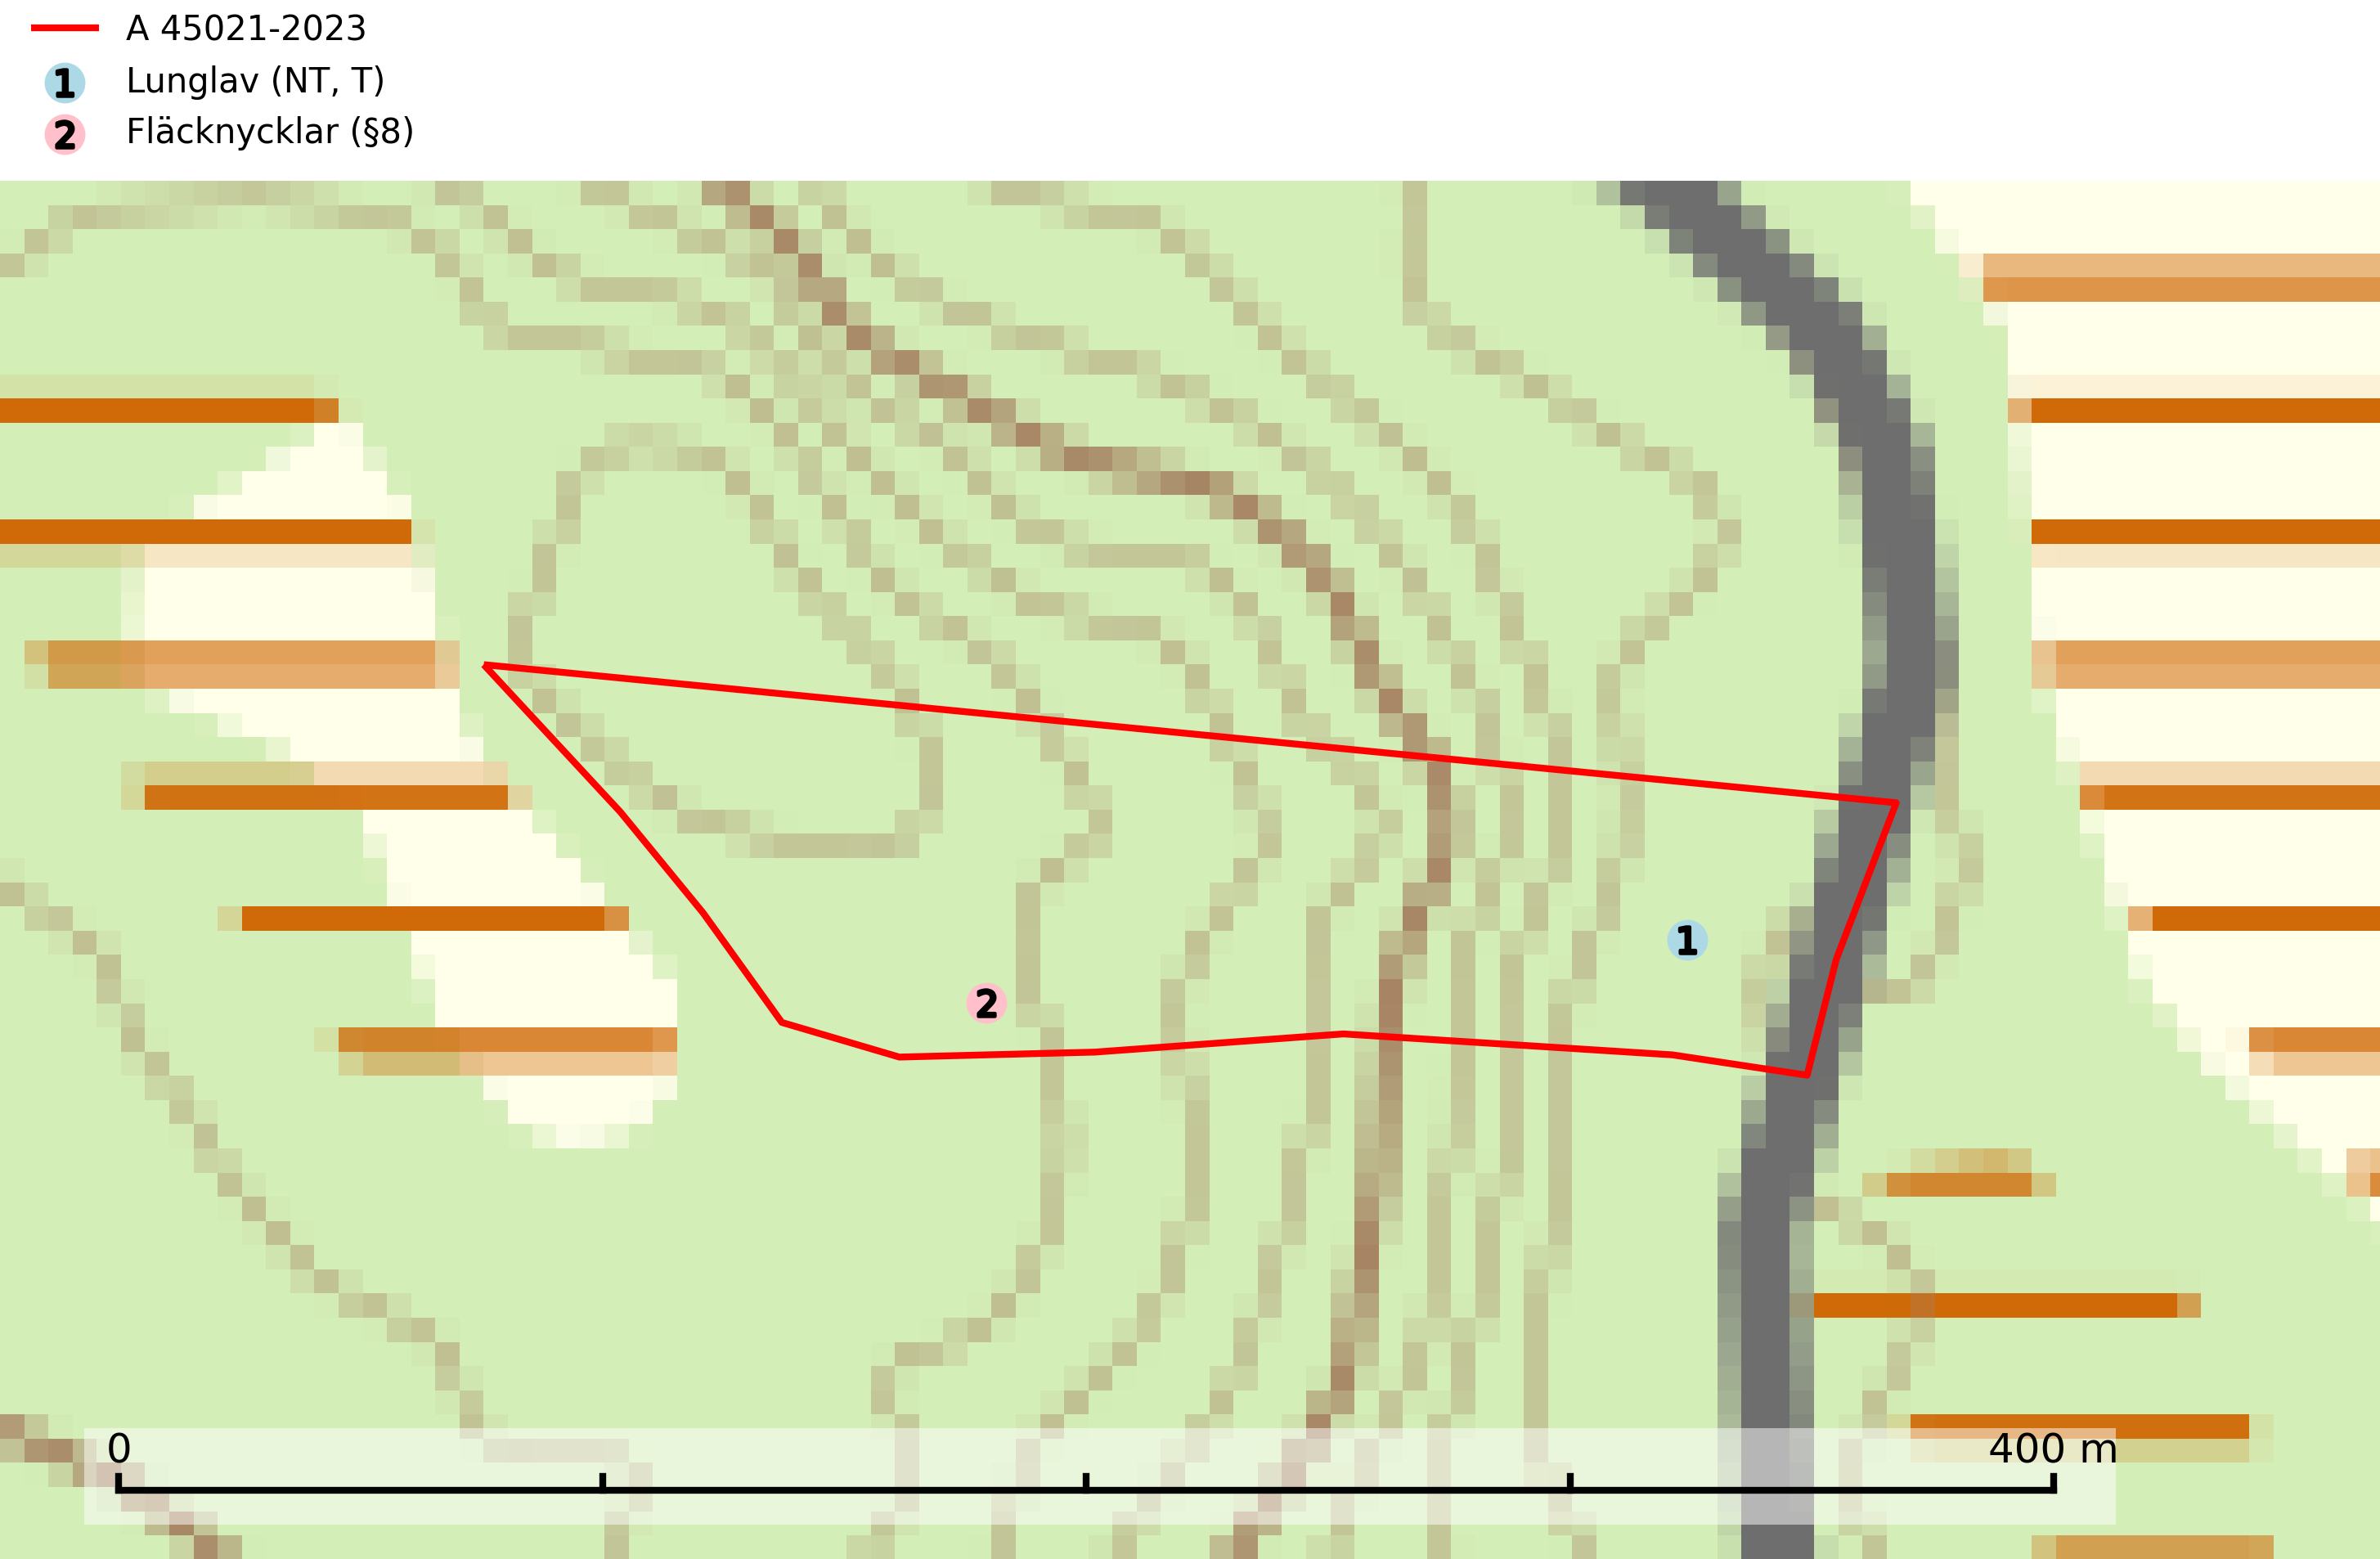 A 45021-2023
1 Lunglav (NT, T)
2 Fläcknycklar (§8)
1
2
0 400 m